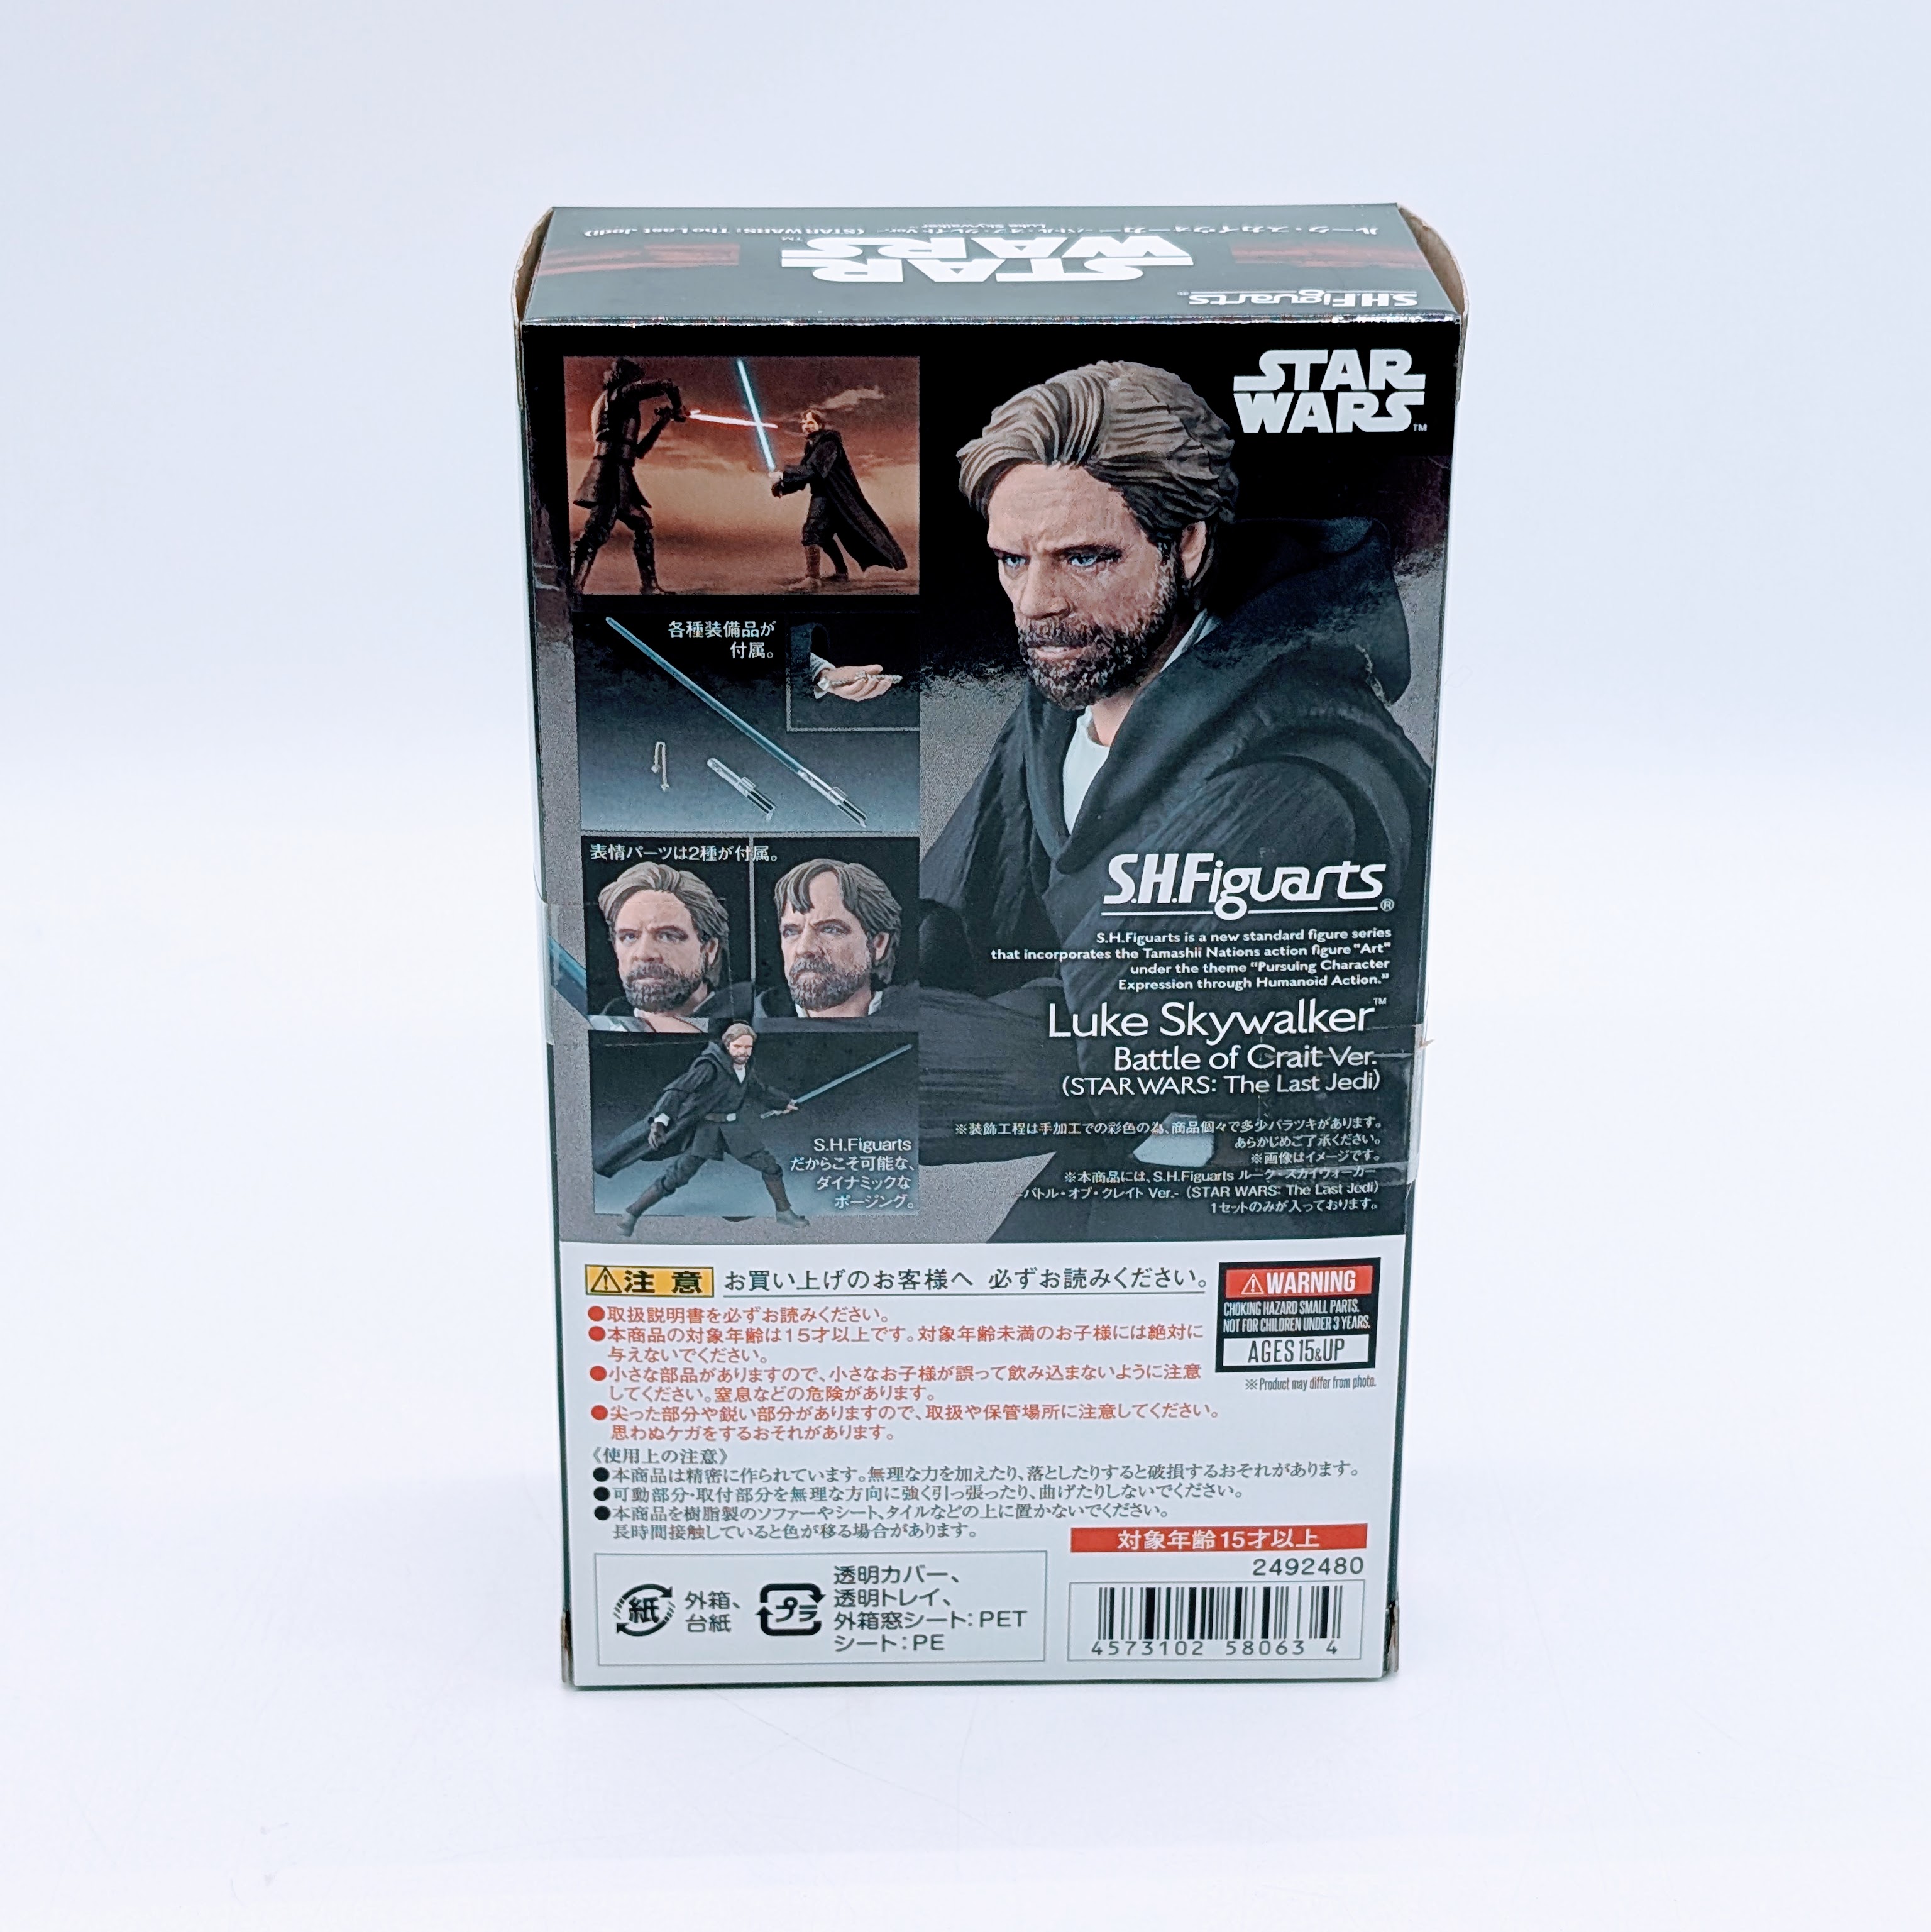 ルーク・スカイウォーカー -バトル・オブ・クレイト Ver.- (STAR WARS: The Last Jedi)
Luke Skywalker
STAR
WARS
S.H.Figuarts®
STAR
WARS™
各種装備品が
付属。
表情パーツは2種が付属。
S.H.Figuarts
だからこそ可能な、
ダイナミックな
ポージング。
S.H.Figuarts®
S.H.Figuarts is a new standard figure series
that incorporates the Tamashii Nations action figure "Art"
under the theme "Pursuing Character
Expression through Humanoid Action."
Luke Skywalker™
Battle of Crait Ver.
(STAR WARS: The Last Jedi)
※装飾工程は手加工での彩色の為、商品個々で多少バラツキがあります。
あらかじめご了承ください。
※画像はイメージです。
※本商品には、S.H.Figuarts ルーク・スカイウォーカー
-バトル・オブ・クレイト Ver.- (STAR WARS: The Last Jedi)
1セットのみが入っております。
注 意 お買い上げのお客様へ 必ずお読みください。
●取扱説明書を必ずお読みください。
●本商品の対象年齢は15才以上です。対象年齢未満のお子様には絶対に
与えないでください。
●小さな部品がありますので、小さなお子様が誤って飲み込まないように注意
してください。窒息などの危険があります。
●尖った部分や鋭い部分がありますので、取扱や保管場所に注意してください。
思わぬケガをするおそれがあります。
《使用上の注意》
●本商品は精密に作られています。無理な力を加えたり、落としたりすると破損するおそれがあります。
●可動部分・取付部分を無理な方向に強く引っ張ったり、曲げたりしないでください。
●本商品を樹脂製のソファーやシート、タイルなどの上に置かないでください。
長時間接触していると色が移る場合があります。
WARNING
CHOKING HAZARD SMALL PARTS.
NOT FOR CHILDREN UNDER 3 YEARS.
AGES 15&UP
※Product may differ from photo.
紙
外箱、
台紙
プラ
透明カバー、
透明トレイ、
外箱窓シート:PET
シート:PE
対象年齢15才以上
2492480
4573102 58063 4